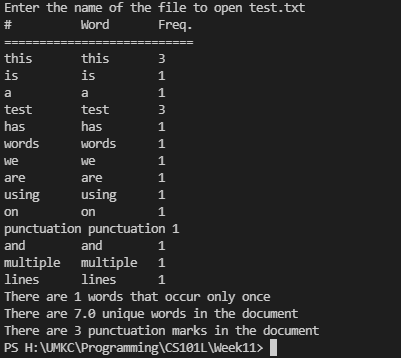 Enter the name of the file to open test.txt
# Word Freq.
===========================
this this 3
is is 1
a a 1
test test 3
has has 1
words words 1
we we 1
are are 1
using using 1
on on 1
punctuation punctuation 1
and and 1
multiple multiple 1
lines lines 1
There are 1 words that occur only once
There are 7.0 unique words in the document
There are 3 punctuation marks in the document
PS H:\UMKC\Programming\CS101L\Week11>